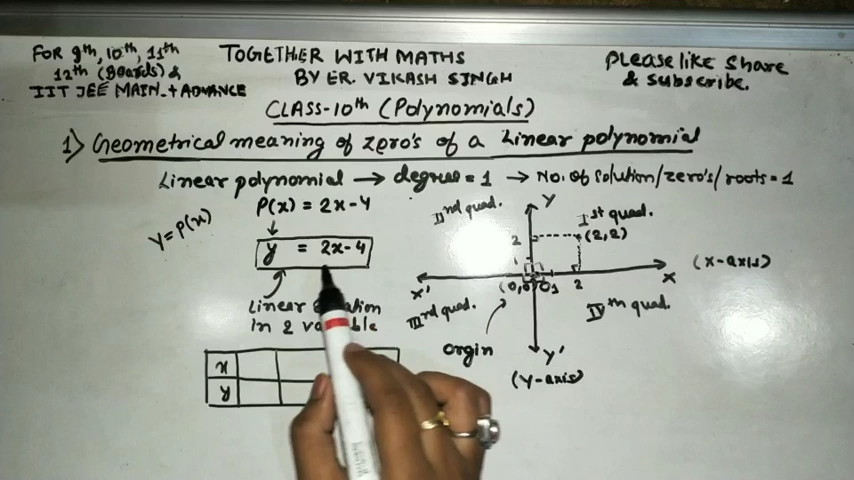 FOR 9th, 10th, 11th
12th (Boards) &
IIT JEE MAIN.+ADVANCE
TOGETHER WITH MATHS
BY ER. VIKASH SINGH
Please like Share
& subscribe.
CLASS-10th (Polynomials)
1) Geometrical meaning of zero's of a Linear polynomial
Linear polynomial → degree = 1 → No. of solution/zero's/roots = 1
P(x) = 2x-4
Y=P(x)
y = 2x-4
Linear
in 2
x
y
IInd quad.
Y
Ist quad.
2
(2,2)
1
X'
1
2
X
(X-axis)
IIIrd quad.
IVth quad.
orgin
Y'
(Y-axis)